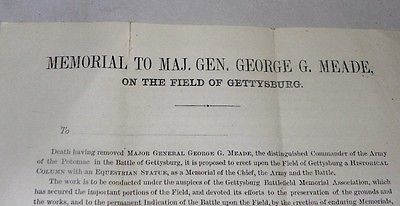 MEMORIAL TO MAJ. GEN. GEORGE G. MEADE,
ON THE FIELD OF GETTYSBURG.
To
Death having removed MAJOR GENERAL GEORGE G. MEADE, the distinguished Commander of the Army
of the Potomac in the Battle of Gettysburg, it is proposed to erect upon the Field of Gettysburg a HISTORICAL
COLUMN with an EQUESTRIAN STATUE, as a Memorial of the Chief, the Army and the Battle.
The work is to be conducted under the auspices of the Gettysburg Battlefield Memorial Association, which
has secured the important portions of the Field, and devoted its efforts to the preservation of the grounds and
works, and to the permanent Indication of the Battle upon the Field, by the erection of enduring Memorials,